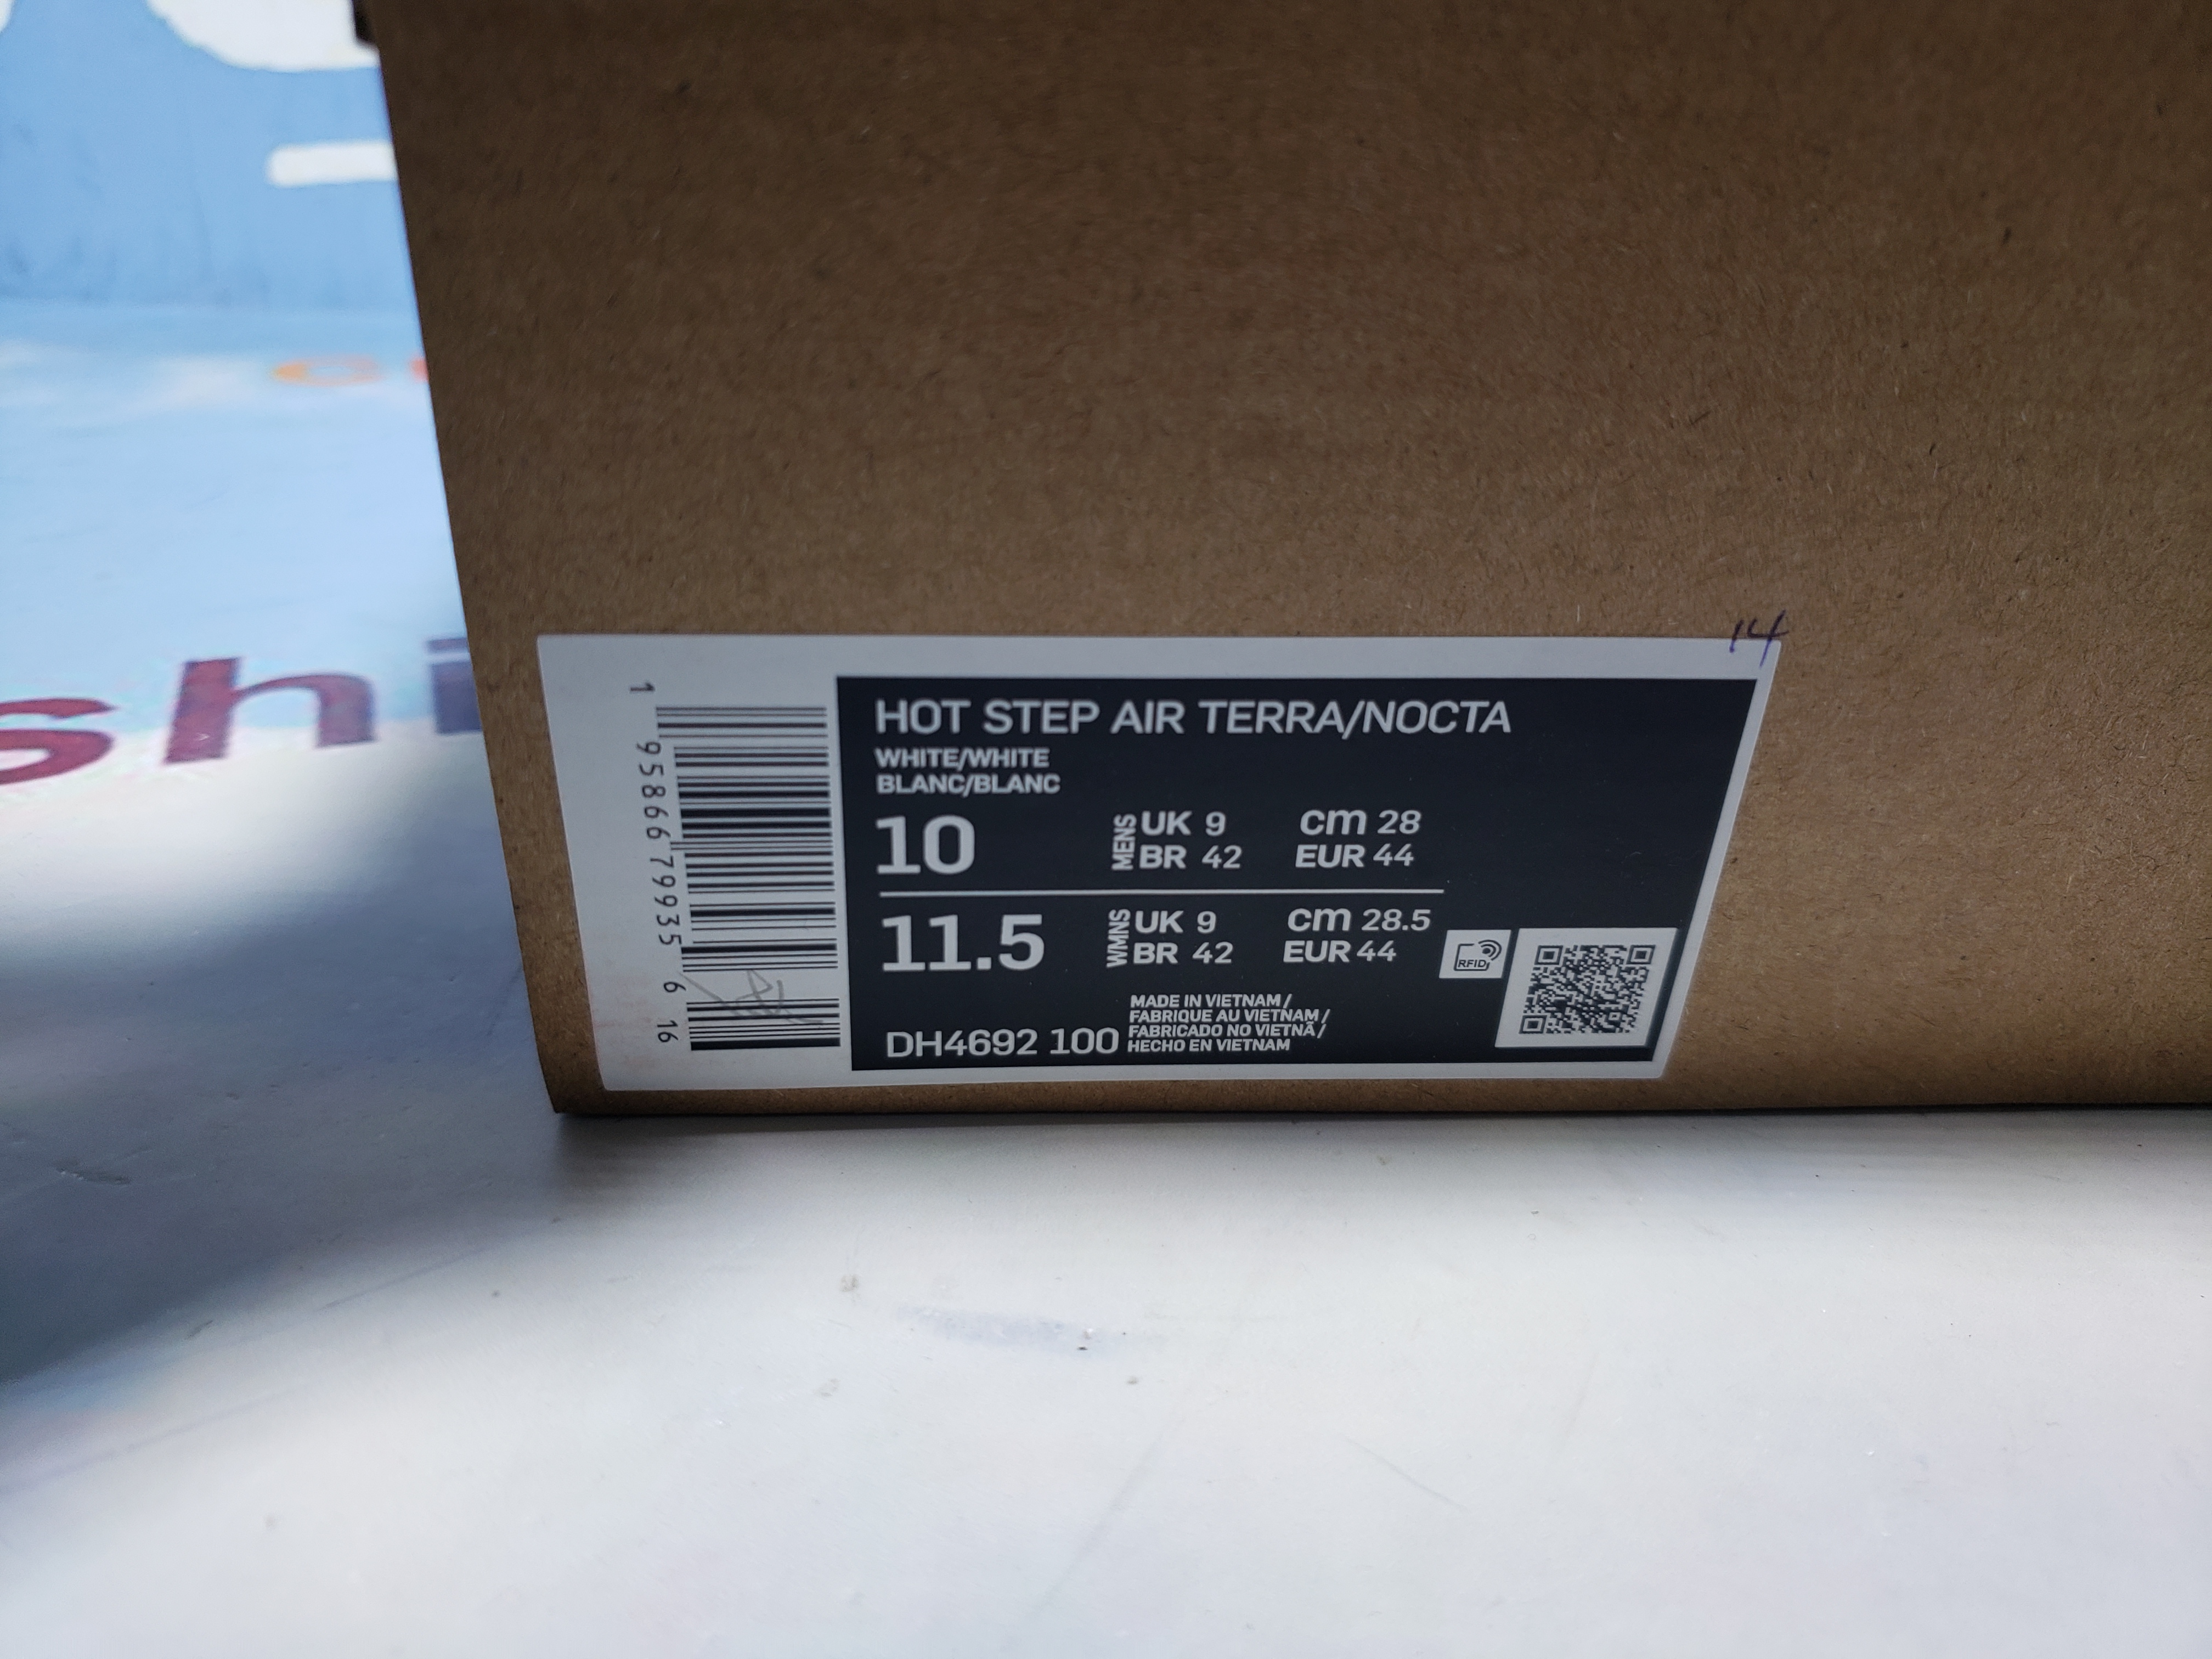 shi
14
1 95866 79935 6 16
HOT STEP AIR TERRA/NOCTA
WHITE/WHITE
BLANC/BLANC
10 MENS UK 9 cm 28
BR 42 EUR 44
11.5 WMNS UK 9 cm 28.5
BR 42 EUR 44
RFID
MADE IN VIETNAM /
FABRIQUE AU VIETNAM /
FABRICADO NO VIETNÃ /
HECHO EN VIETNAM
DH4692 100